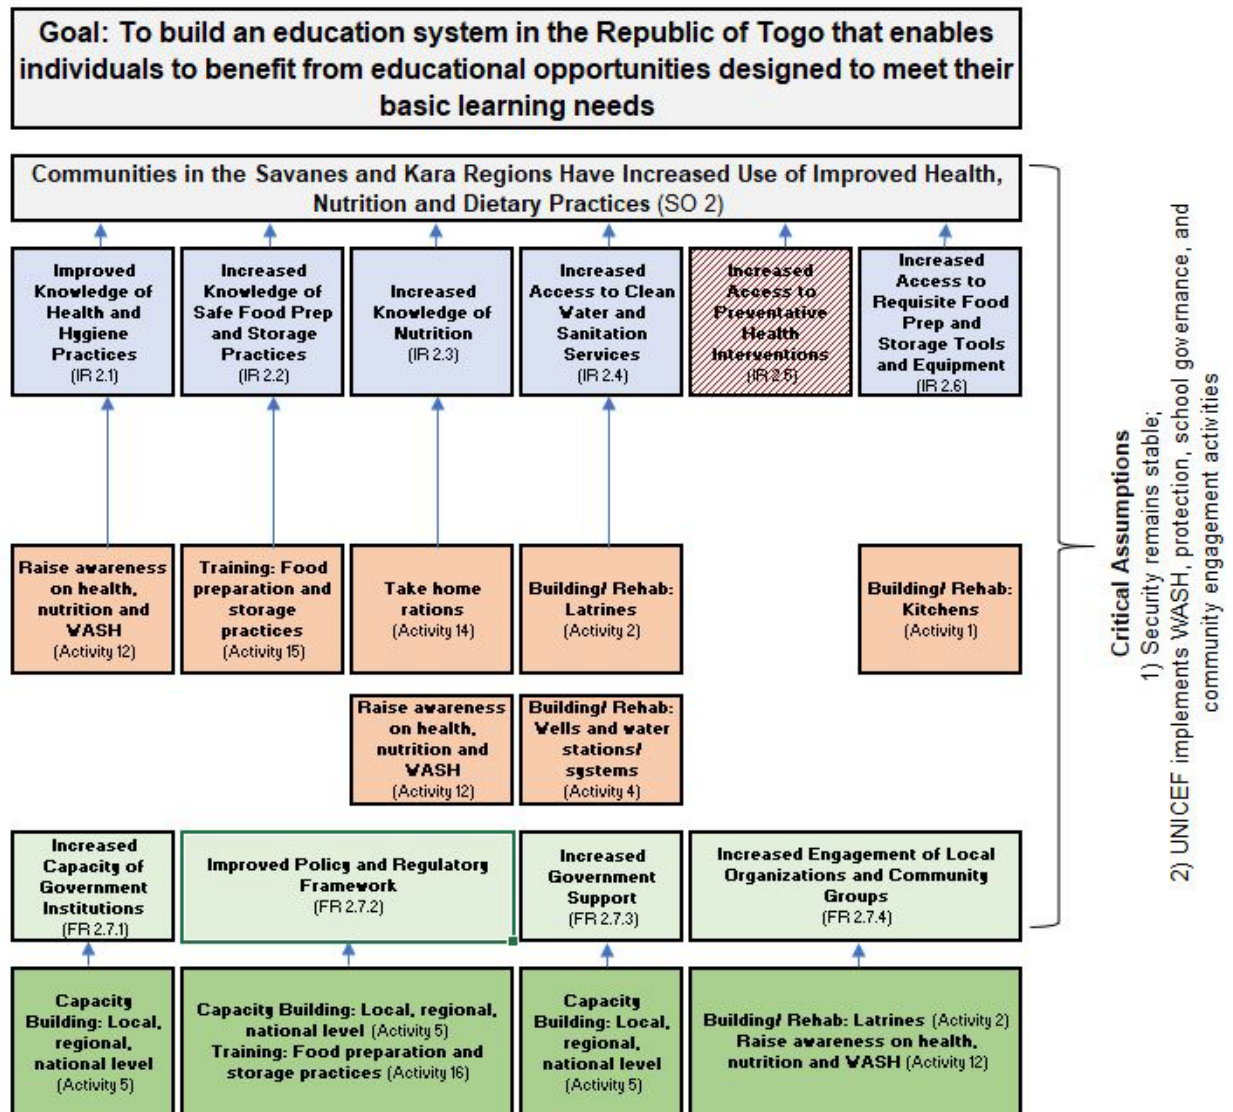 Goal: To build an education system in the Republic of Togo that enables
individuals to benefit from educational opportunities designed to meet their
basic learning needs
Communities in the Savanes and Kara Regions Have Increased Use of Improved Health,
Nutrition and Dietary Practices (SO 2)
Improved
Knowledge of
Health and
Hygiene
Practices
(IR 2.1)
Increased
Knowledge of
Safe Food Prep
and Storage
Practices
(IR 2.2)
Increased
Knowledge of
Nutrition
(IR 2.3)
Increased
Access to Clean
Water and
Sanitation
Services
(IR 2.4)
Increased
Access to
Preventative
Health
Interventions
(IR 2.5)
Increased
Access to
Requisite Food
Prep and
Storage Tools
and Equipment
(IR 2.6)
Raise awareness
on health,
nutrition and
WASH
(Activity 12)
Training: Food
preparation and
storage
practices
(Activity 15)
Take home
rations
(Activity 14)
Building/ Rehab:
Latrines
(Activity 2)
Building/ Rehab:
Kitchens
(Activity 1)
Raise awareness
on health,
nutrition and
WASH
(Activity 12)
Building/ Rehab:
Wells and water
stations/
systems
(Activity 4)
Increased
Capacity of
Government
Institutions
(FR 2.7.1)
Improved Policy and Regulatory
Framework
(FR 2.7.2)
Increased
Government
Support
(FR 2.7.3)
Increased Engagement of Local
Organizations and Community
Groups
(FR 2.7.4)
Capacity
Building: Local,
regional,
national level
(Activity 5)
Capacity Building: Local, regional,
national level (Activity 5)
Training: Food preparation and
storage practices (Activity 16)
Capacity
Building: Local,
regional,
national level
(Activity 5)
Building/ Rehab: Latrines (Activity 2)
Raise awareness on health,
nutrition and WASH (Activity 12)
Critical Assumptions
1) Security remains stable;
2) UNICEF implements WASH, protection, school governance, and
community engagement activities